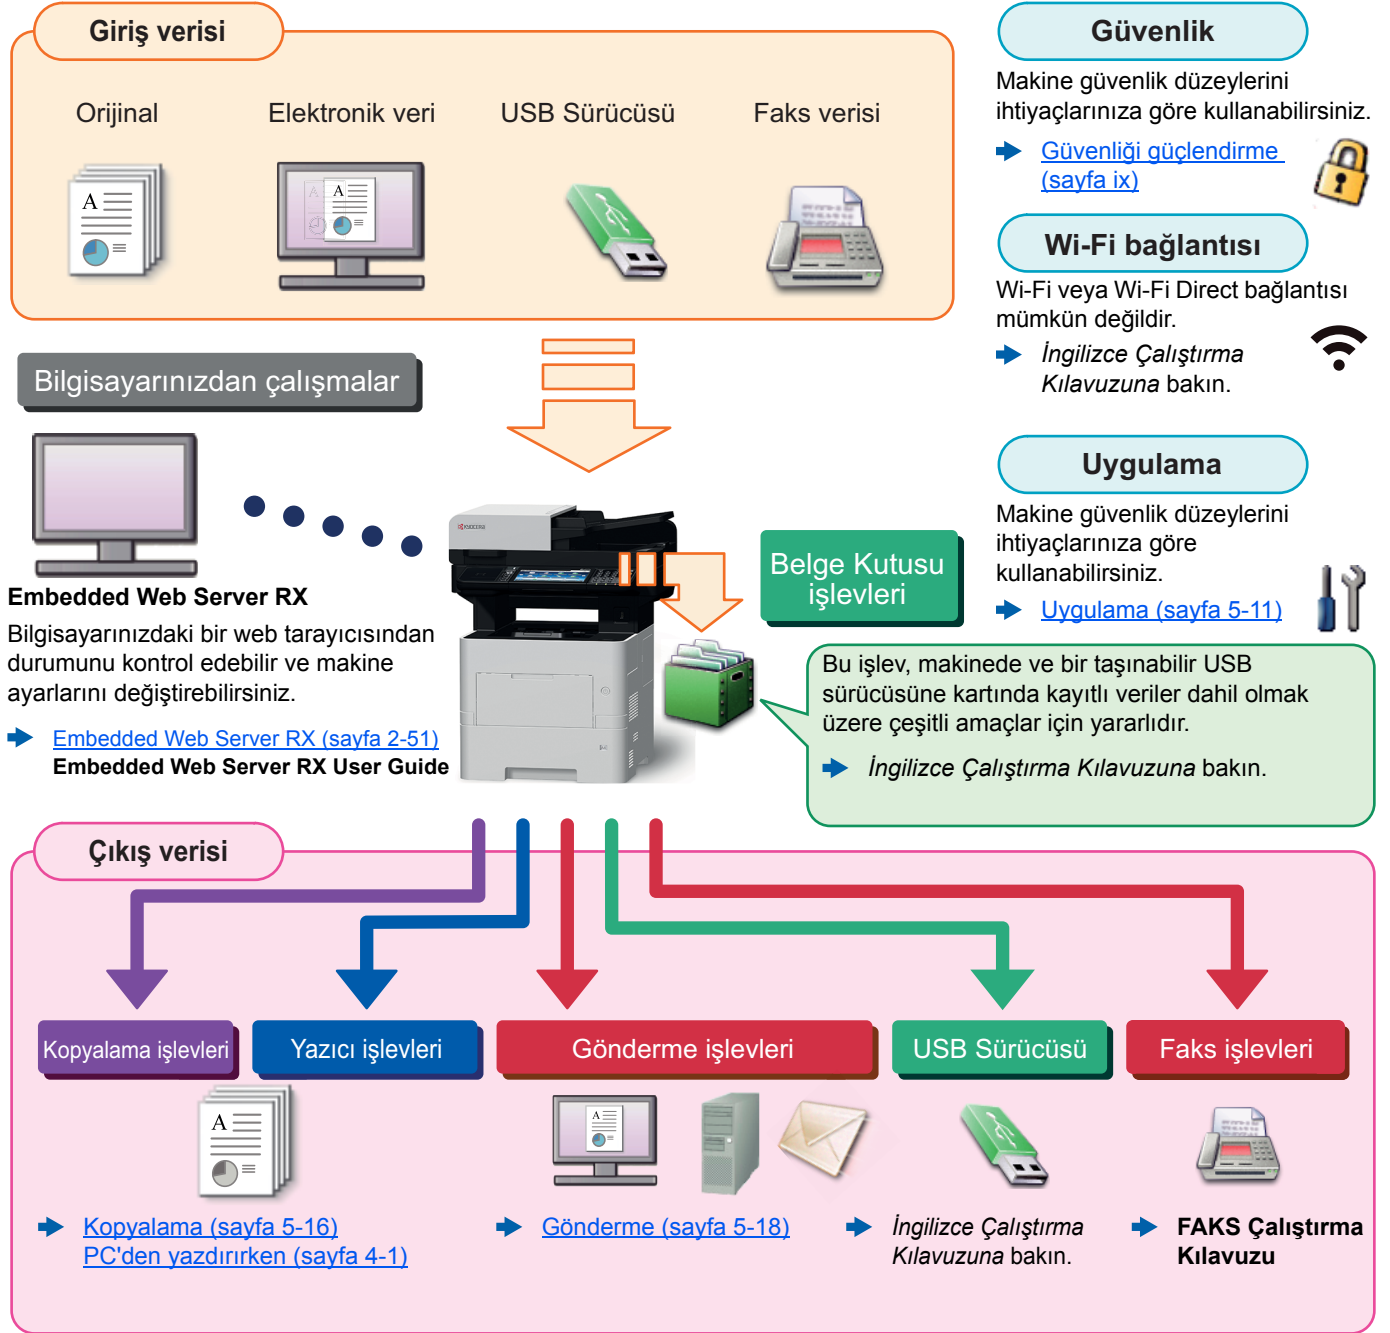 Giriş verisi
Orijinal
Elektronik veri
USB Sürücüsü
Faks verisi
Güvenlik
Makine güvenlik düzeylerini
ihtiyaçlarınıza göre kullanabilirsiniz.
Güvenliği güçlendirme
(sayfa ix)
Wi-Fi bağlantısı
Wi-Fi veya Wi-Fi Direct bağlantısı
mümkün değildir.
İngilizce Çalıştırma
Kılavuzuna bakın.
Uygulama
Makine güvenlik düzeylerini
ihtiyaçlarınıza göre
kullanabilirsiniz.
Uygulama (sayfa 5-11)
Bilgisayarınızdan çalışmalar
Embedded Web Server RX
Bilgisayarınızdaki bir web tarayıcısından
durumunu kontrol edebilir ve makine
ayarlarını değiştirebilirsiniz.
Embedded Web Server RX (sayfa 2-51)
Embedded Web Server RX User Guide
KYOCERA
Belge Kutusu
işlevleri
Bu işlev, makinede ve bir taşınabilir USB
sürücüsüne kartında kayıtlı veriler dahil olmak
üzere çeşitli amaçlar için yararlıdır.
İngilizce Çalıştırma Kılavuzuna bakın.
Çıkış verisi
Kopyalama işlevleri
Yazıcı işlevleri
Gönderme işlevleri
USB Sürücüsü
Faks işlevleri
A
A
A
A
A
Kopyalama (sayfa 5-16)
PC'den yazdırırken (sayfa 4-1)
Gönderme (sayfa 5-18)
İngilizce Çalıştırma
Kılavuzuna bakın.
FAKS Çalıştırma
Kılavuzu